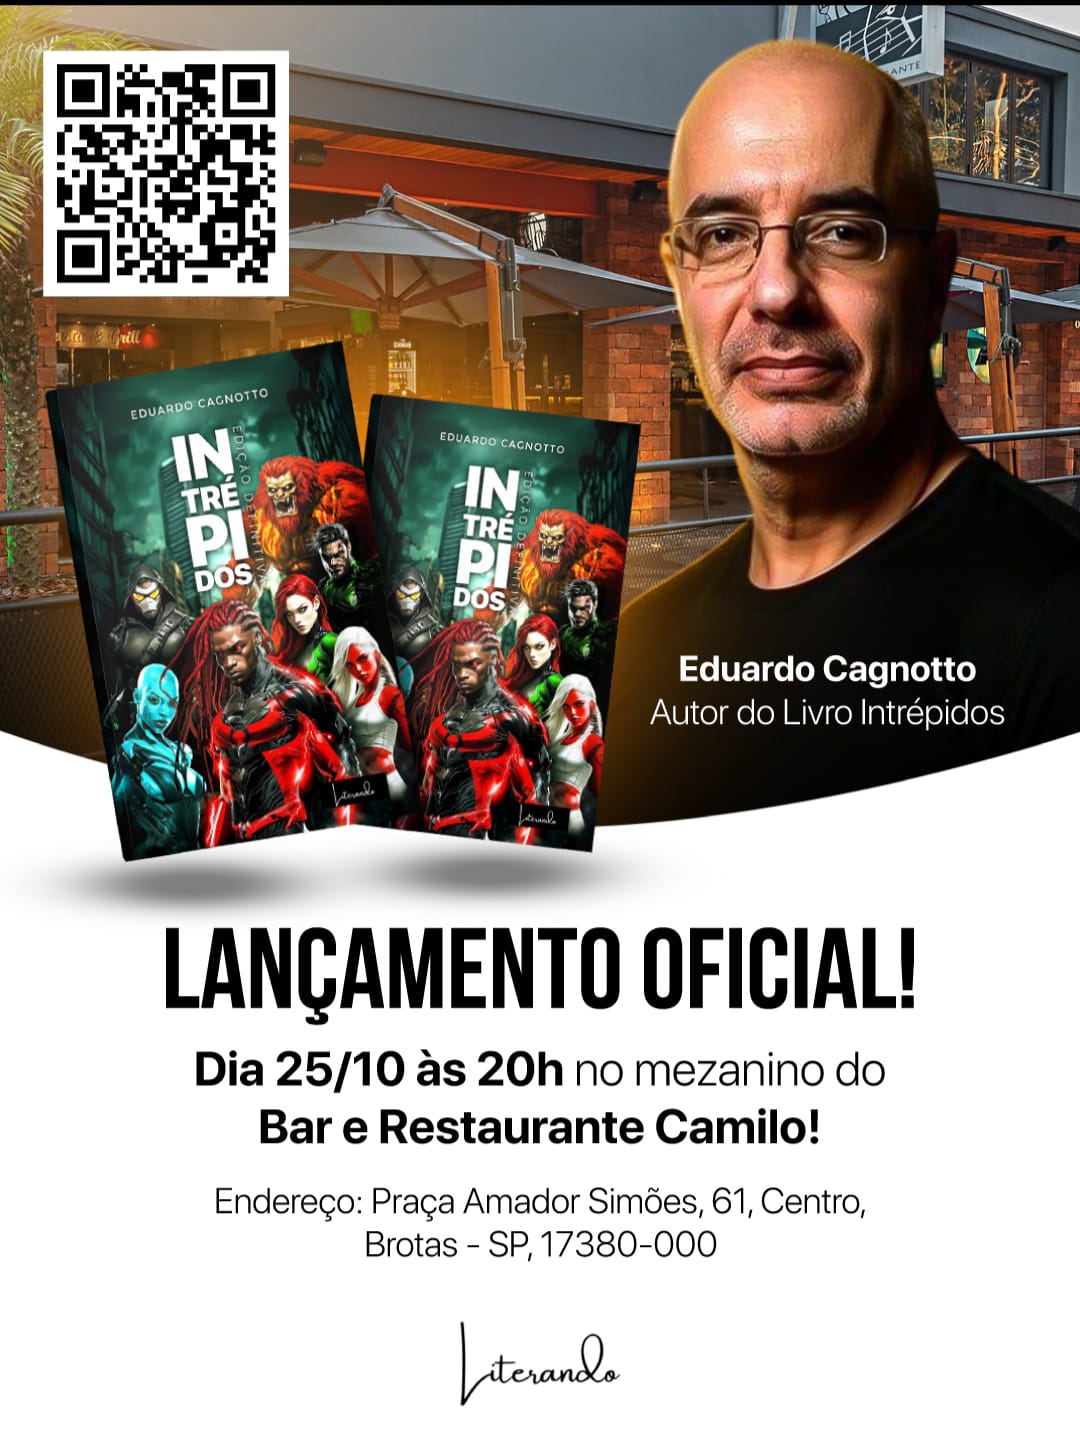 ANTE
Grill
EDUARDO CAGNOTTO
IN
TRÉ
PI
DOS
EDIÇÃO DEFINITIVA
Literando
EDUARDO CAGNOTTO
IN
TRÉ
PI
DOS
EDIÇÃO DEFINITIVA
Literando
Eduardo Cagnotto
Autor do Livro Intrépidos
LANÇAMENTO OFICIAL!
Dia 25/10 às 20h no mezanino do
Bar e Restaurante Camilo!
Endereço: Praça Amador Simões, 61, Centro,
Brotas - SP, 17380-000
Literando